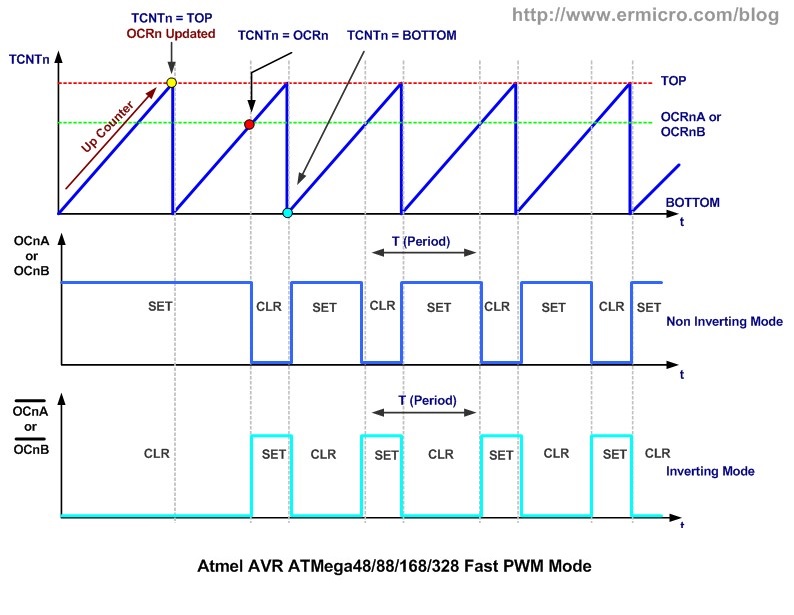 http://www.ermicro.com/blog
TCNTn = TOP
OCRn Updated
TCNTn = OCRn
TCNTn = BOTTOM
TCNTn
TOP
Up Counter
OCRnA or
OCRnB
BOTTOM
t
OCnA
or
OCnB
T (Period)
SET
CLR
SET
CLR
SET
CLR
SET
CLR
SET
Non Inverting Mode
t
OCnA
or
OCnB
T (Period)
CLR
SET
CLR
SET
CLR
SET
CLR
SET
CLR
Inverting Mode
t
Atmel AVR ATMega48/88/168/328 Fast PWM Mode